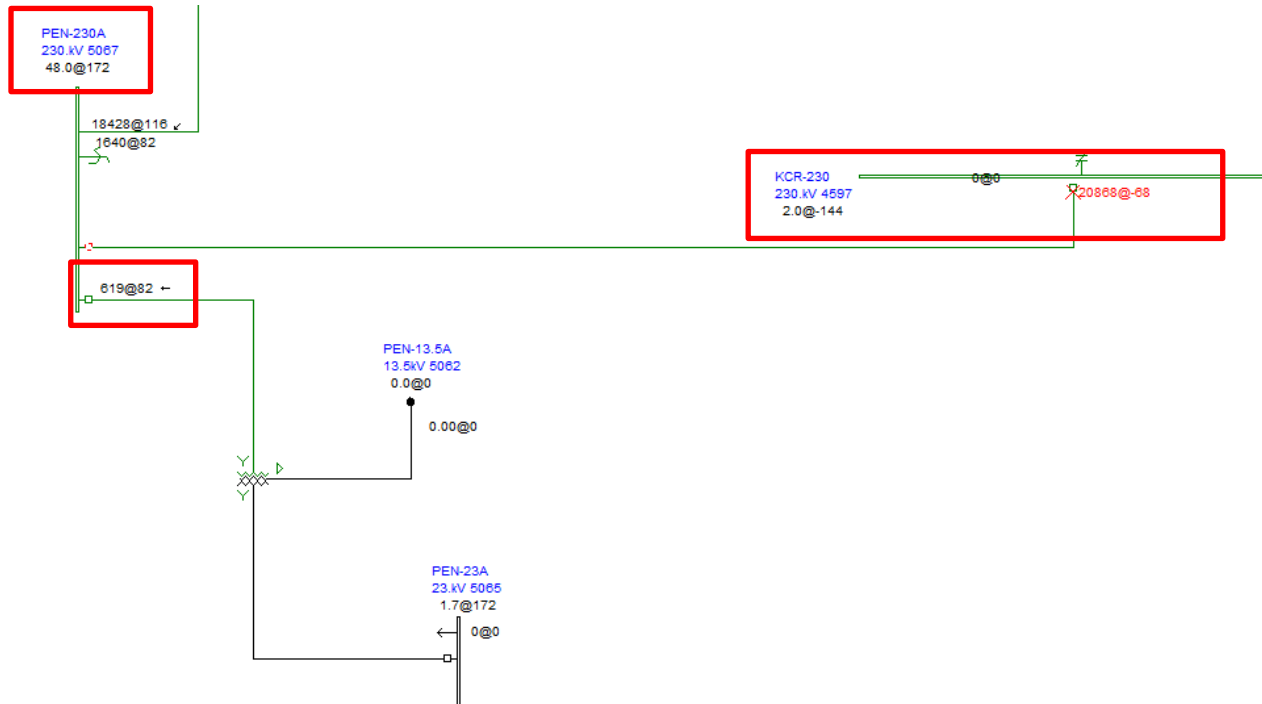 PEN-230A
230.kV 5067
48.0@172
18428@116
1640@82
KCR-230
230.kV 4597
2.0@-144
0@0
20868@-68
619@82
PEN-13.5A
13.5kV 5062
0.0@0
0.00@0
PEN-23A
23.kV 5065
1.7@172
0@0